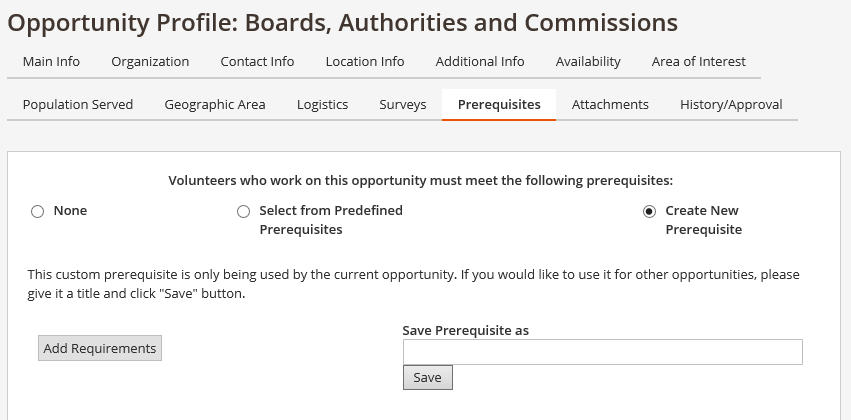 Opportunity Profile: Boards, Authorities and Commissions
Main Info Organization Contact Info Location Info Additional Info Availability Area of Interest
Population Served Geographic Area Logistics Surveys Prerequisites Attachments History/Approval
Volunteers who work on this opportunity must meet the following prerequisites:
None Select from Predefined Create New
Prerequisites Prerequisite
This custom prerequisite is only being used by the current opportunity. If you would like to use it for other opportunities, please
give it a title and click "Save" button.
Save Prerequisite as
Add Requirements
Save